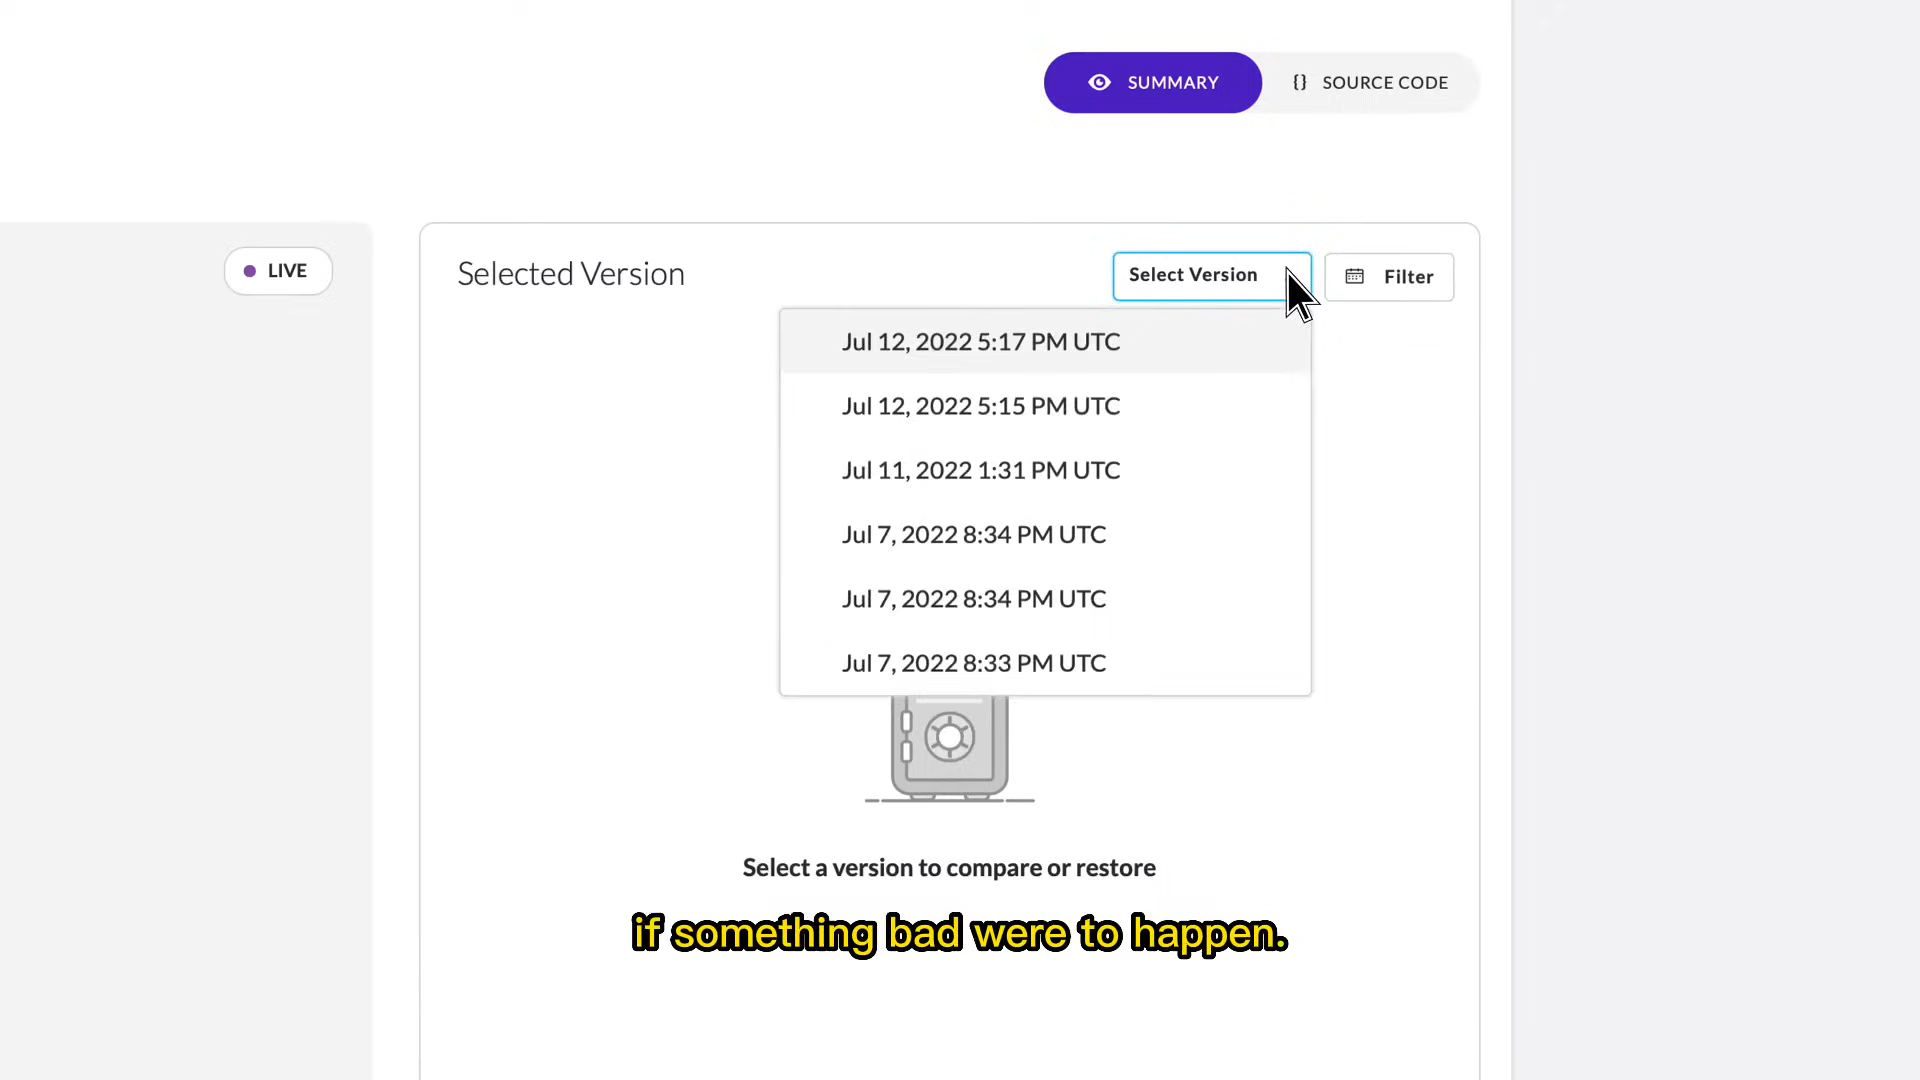 SUMMARY
{} SOURCE CODE
LIVE
Selected Version
Select Version
Filter
Jul 12, 2022 5:17 PM UTC
Jul 12, 2022 5:15 PM UTC
Jul 11, 2022 1:31 PM UTC
Jul 7, 2022 8:34 PM UTC
Jul 7, 2022 8:34 PM UTC
Jul 7, 2022 8:33 PM UTC
Select a version to compare or restore
if something bad were to happen.